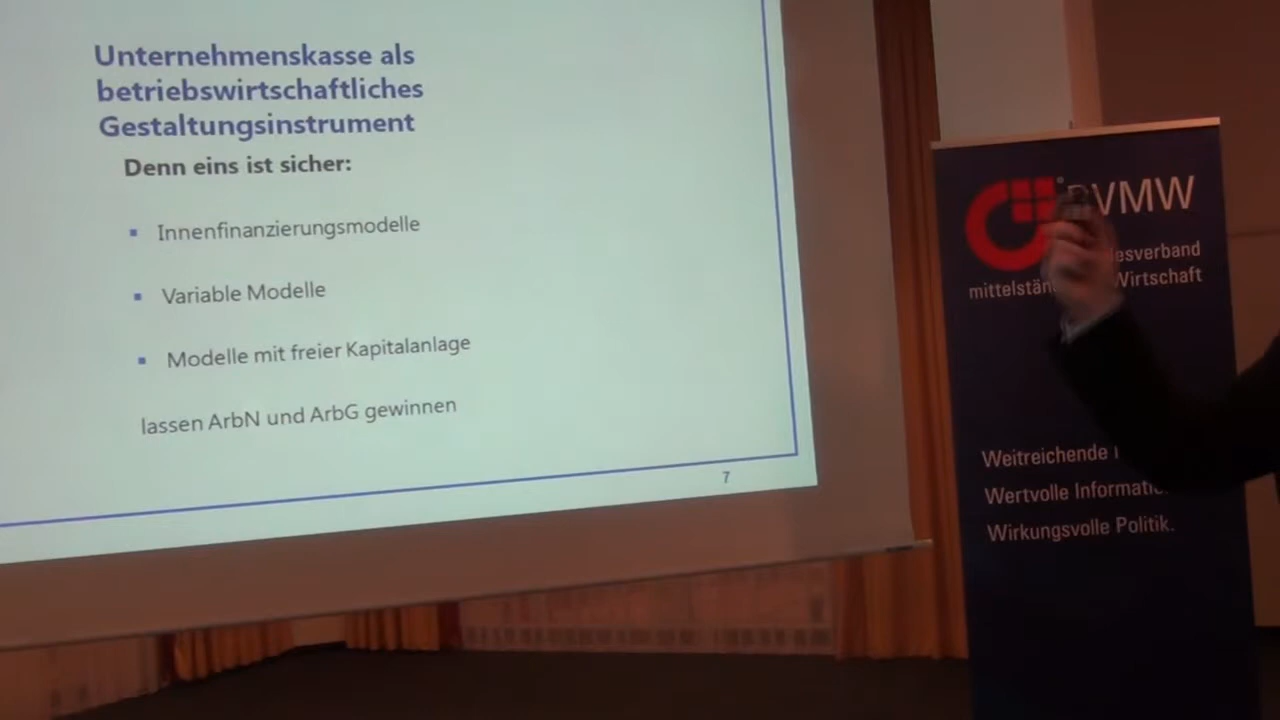 Unternehmenskasse als
betriebswirtschaftliches
Gestaltungsinstrument
Denn eins ist sicher:
Innenfinanzierungsmodelle
Variable Modelle
Modelle mit freier Kapitalanlage
lassen ArbN und ArbG gewinnen
7
BVMW
Wirtschaft
Weitreichende
Wertvolle
Wirkungsvolle Politik.